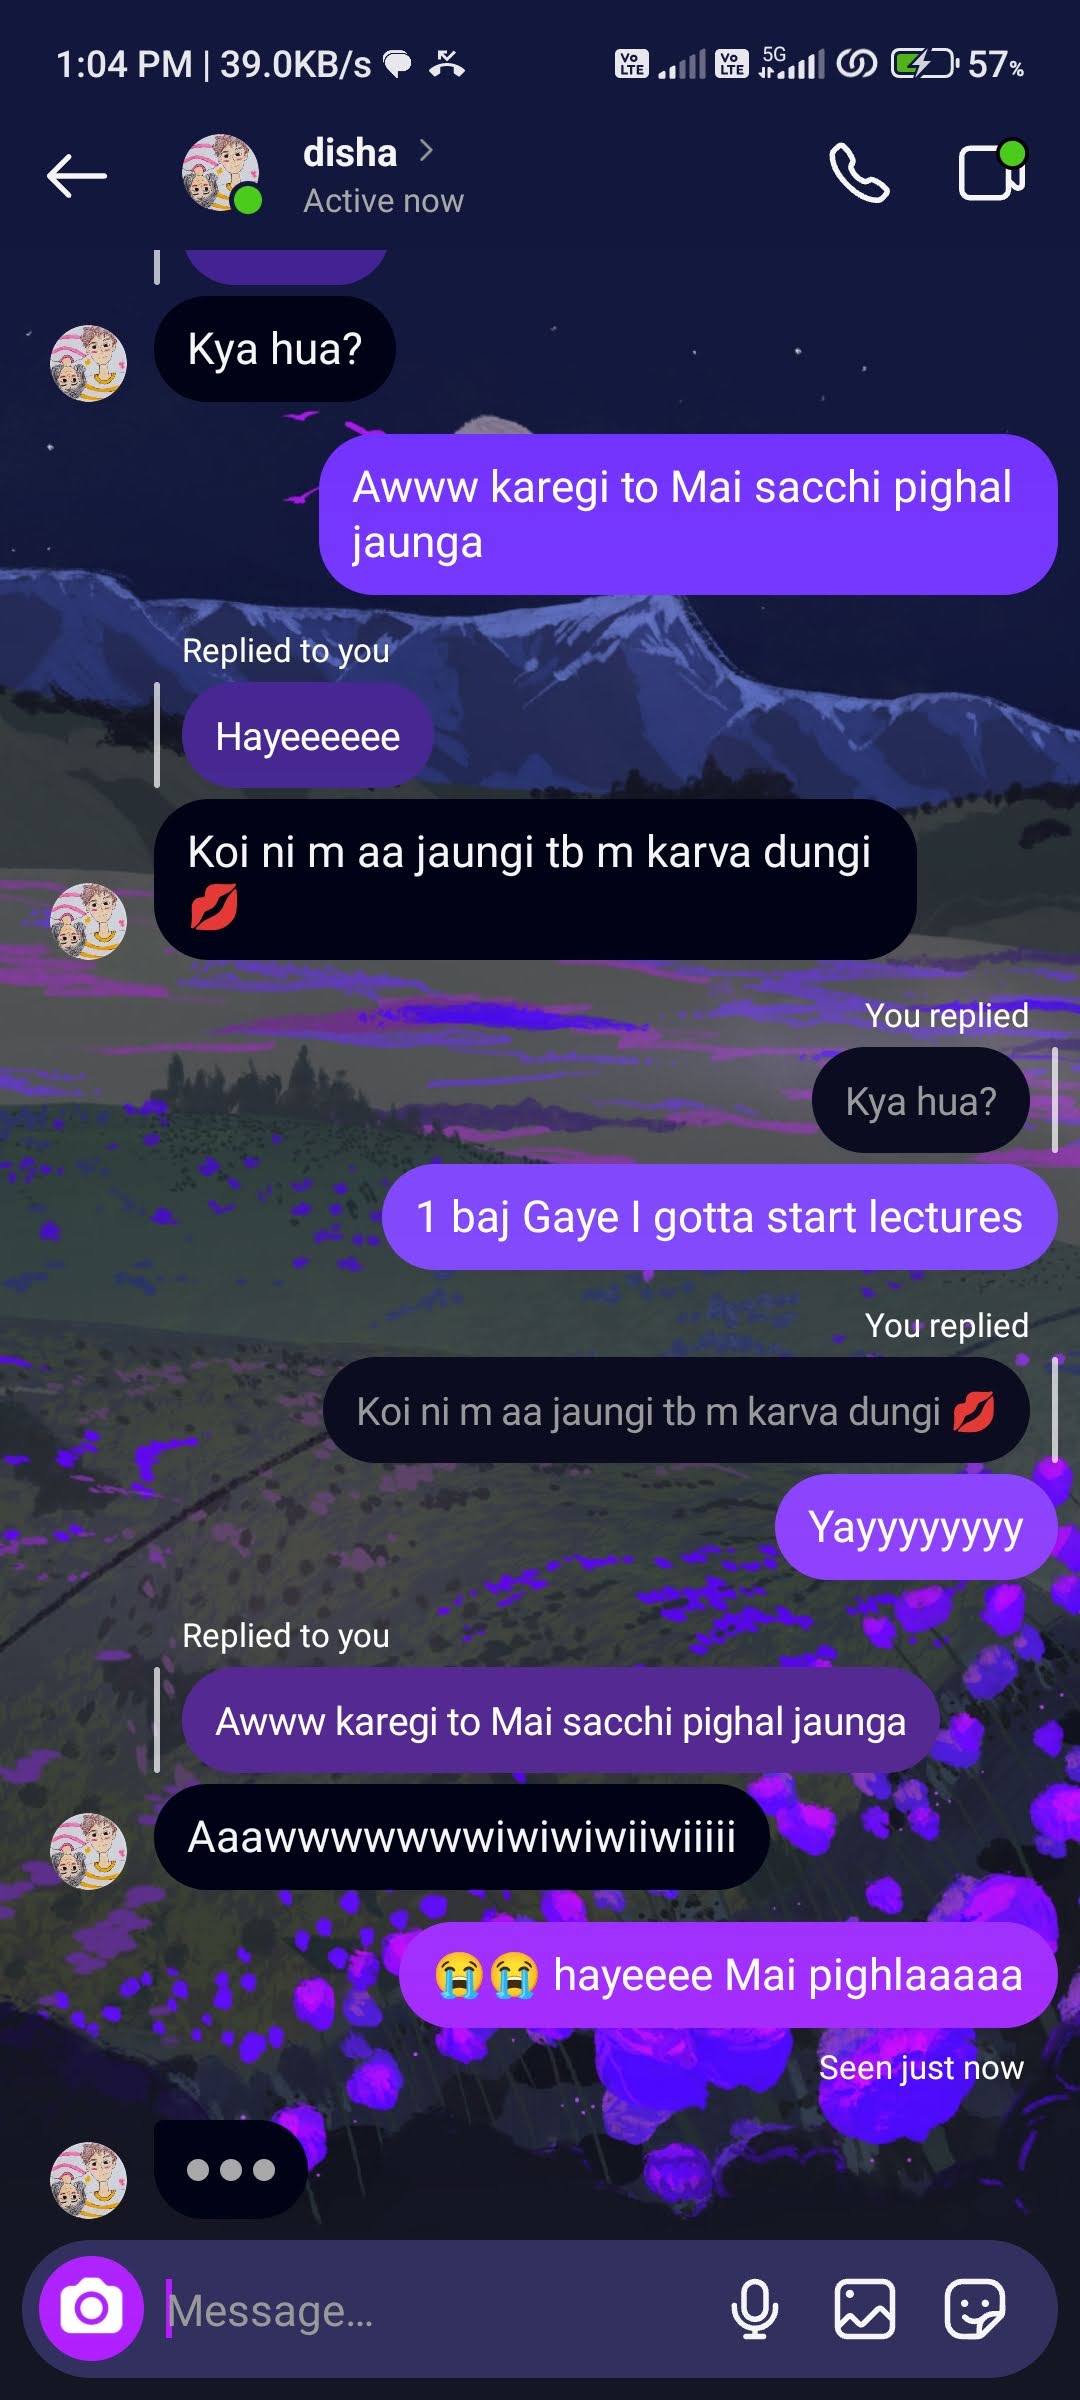 1:04 PM | 39.0KB/s
Vo LTE
Vo LTE
5G
57%
disha
Active now
Kya hua?
Awww karegi to Mai sacchi pighal
jaunga
Replied to you
Hayeeeeee
Koi ni m aa jaungi tb m karva dungi
💋
You replied
Kya hua?
1 baj Gaye I gotta start lectures
You replied
Koi ni m aa jaungi tb m karva dungi 💋
Yayyyyyyyy
Replied to you
Awww karegi to Mai sacchi pighal jaunga
Aaawwwwwwwiwiwiwiiwiiiii
😭😭 hayeeee Mai pighlaaaaa
Seen just now
Message...